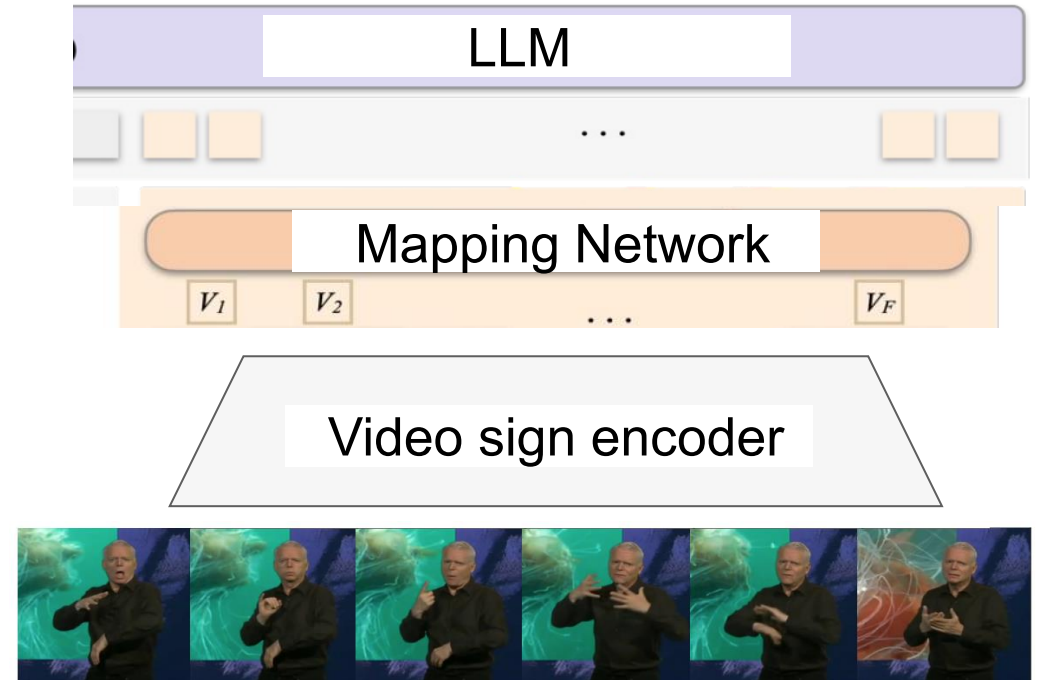 LLM
. . .
Mapping Network
V1 V2 . . . VF
Video sign encoder